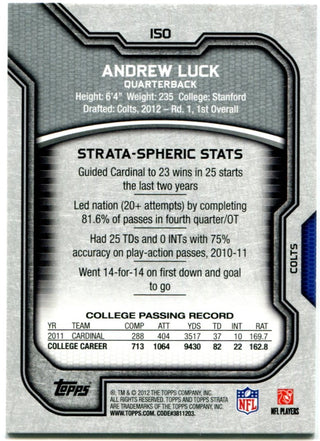 150
ANDREW LUCK
QUARTERBACK
Height: 6'4" Weight: 235 College: Stanford
Drafted: Colts, 2012 – Rd. 1, 1st Overall
STRATA-SPHERIC STATS
Guided Cardinal to 23 wins in 25 starts
the last two years
Led nation (20+ attempts) by completing
81.6% of passes in fourth quarter/OT
Had 25 TDs and 0 INTs with 75%
accuracy on play-action passes, 2010-11
Went 14-for-14 on first down and goal
to go
COLTS
COLLEGE PASSING RECORD
YR TEAM COMP ATT YDS TD INT RAT
2011 CARDINAL 288 404 3517 37 10 169.7
COLLEGE CAREER 713 1064 9430 82 22 162.8
Topps
®, TM & © 2012 THE TOPPS COMPANY, INC.
ALL RIGHTS RESERVED. TOPPS AND TOPPS STRATA
ARE TRADEMARKS OF THE TOPPS COMPANY, INC.
WWW.TOPPS.COM, CODE#3811203.
NFL
NFL PLAYERS